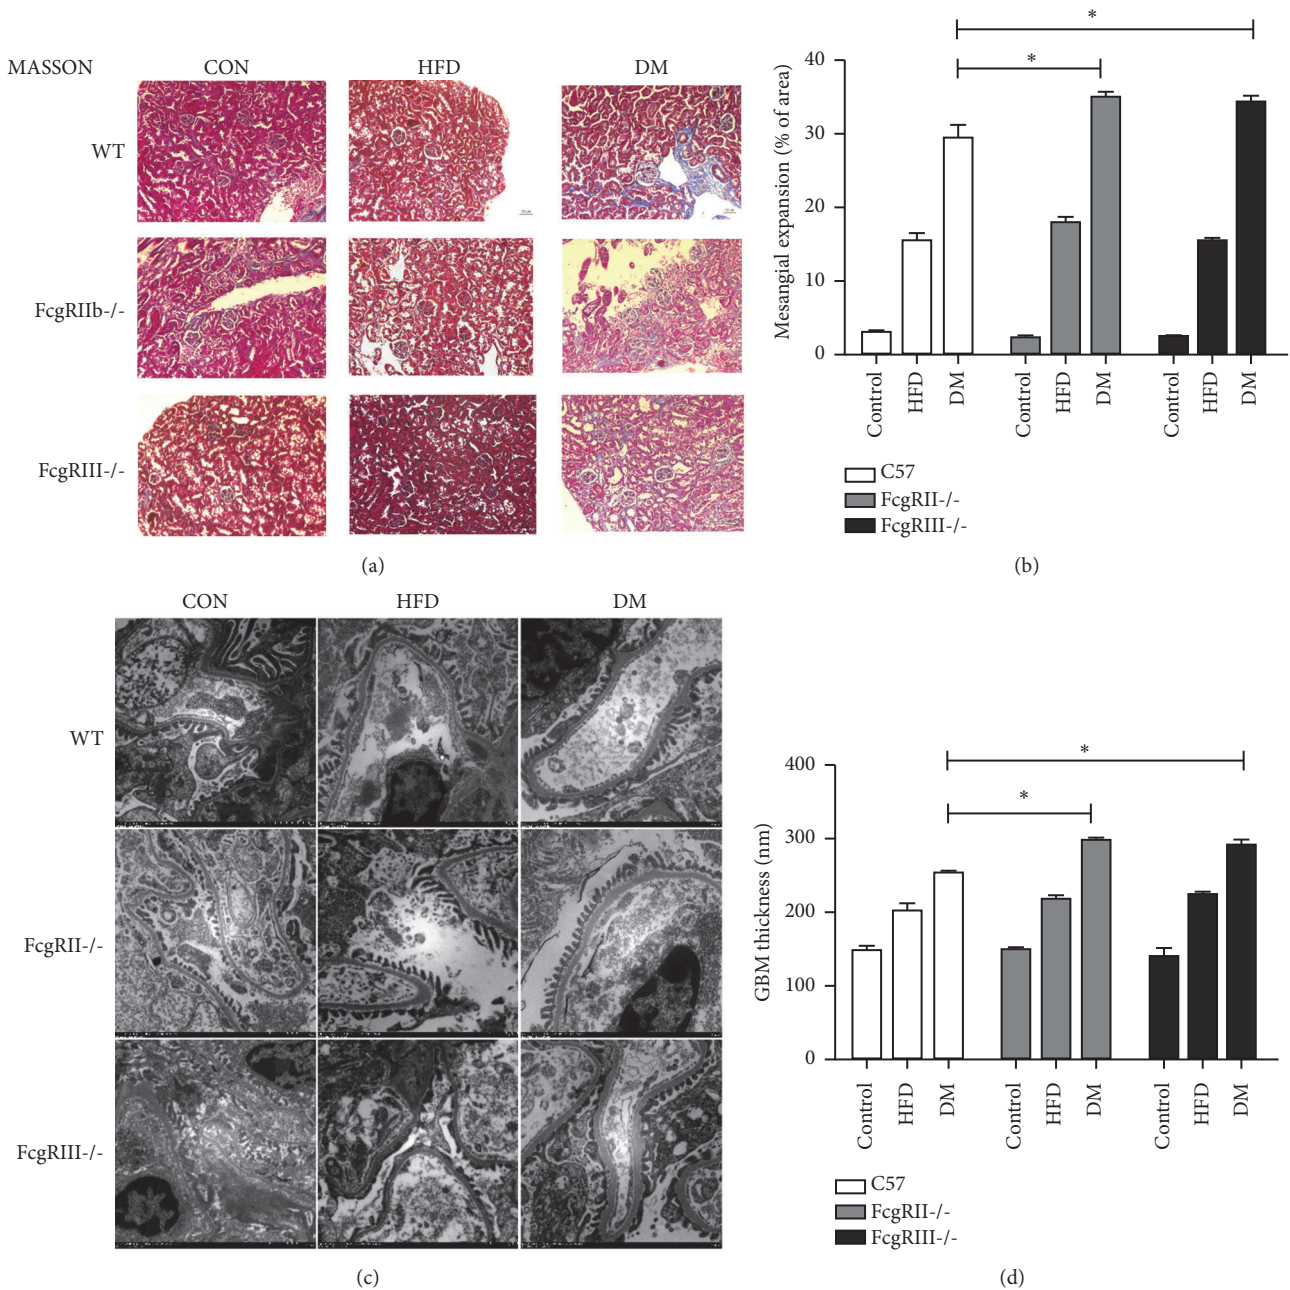 MASSON CON HFD DM
WT
FcgRIIb-/-
FcgRIII-/-
(a)
*
*
Mesangial expansion (% of area)
40
30
20
10
0
Control HFD DM Control HFD DM Control HFD DM
C57
FcgRII-/-
FcgRIII-/-
(b)
CON HFD DM
WT
FcgRII-/-
FcgRIII-/-
(c)
*
*
GBM thickness (nm)
400
300
200
100
0
Control HFD DM Control HFD DM Control HFD DM
C57
FcgRII-/-
FcgRIII-/-
(d)